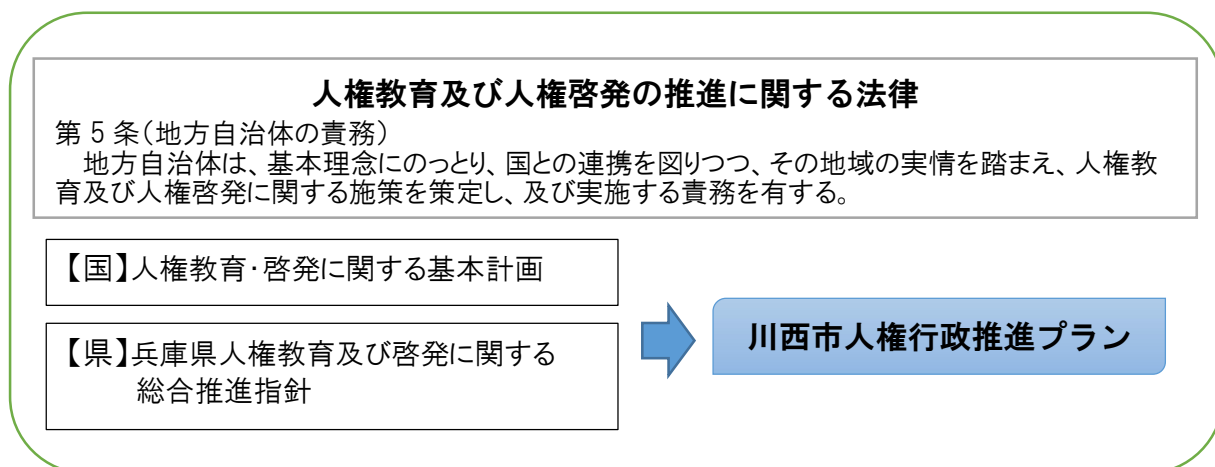 人権教育及び人権啓発の推進に関する法律
第 5 条（地方自治体の責務）
　地方自治体は、基本理念にのっとり、国との連携を図りつつ、その地域の実情を踏まえ、人権教
育及び人権啓発に関する施策を策定し、及び実施する責務を有する。
【国】人権教育・啓発に関する基本計画
【県】兵庫県人権教育及び啓発に関する
総合推進指針
川西市人権行政推進プラン